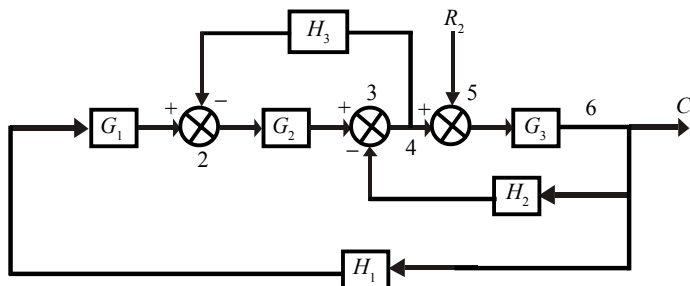 H₃
R₂
G₁
+
−
2
G₂
+
3
−
4
+
5
G₃
6
C
H₂
H₁